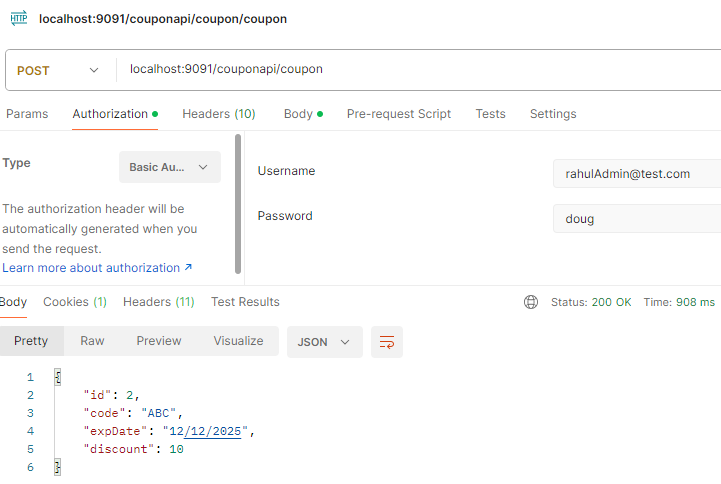 HTTP localhost:9091/couponapi/coupon/coupon
POST localhost:9091/couponapi/coupon
Params Authorization Headers (10) Body Pre-request Script Tests Settings
Type Basic Au...
Username rahulAdmin@test.com
Password doug
The authorization header will be
automatically generated when you
send the request.
Learn more about authorization ↗
Body Cookies (1) Headers (11) Test Results Status: 200 OK Time: 908 ms
Pretty Raw Preview Visualize JSON
1 {
2 "id": 2,
3 "code": "ABC",
4 "expDate": "12/12/2025",
5 "discount": 10
6 }